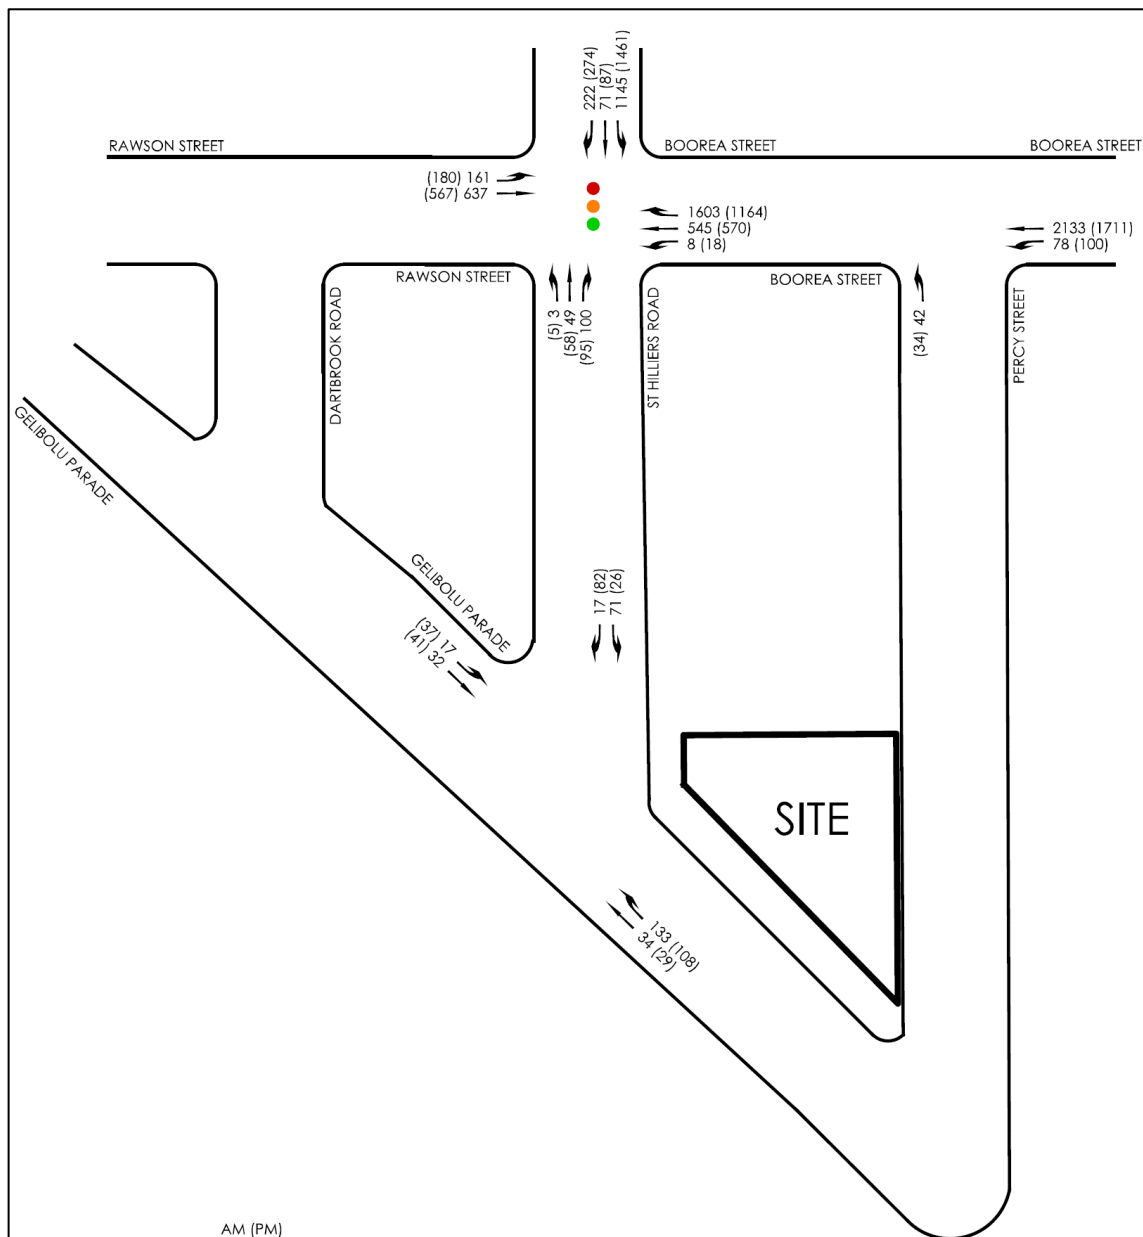 222 (274)
71 (87)
1145 (1461)
RAWSON STREET
BOOREA STREET
BOOREA STREET
(180) 161
(567) 637
1603 (1164)
545 (570)
8 (18)
2133 (1711)
78 (100)
RAWSON STREET
BOOREA STREET
DARTBROOK ROAD
(5) 3
(58) 49
(95) 100
ST HILLIERS ROAD
(34) 42
PERCY STREET
GELIBOLU PARADE
GELIBOLU PARADE
17 (82)
71 (26)
(37) 17
(41) 32
SITE
133 (108)
34 (29)
AM (PM)